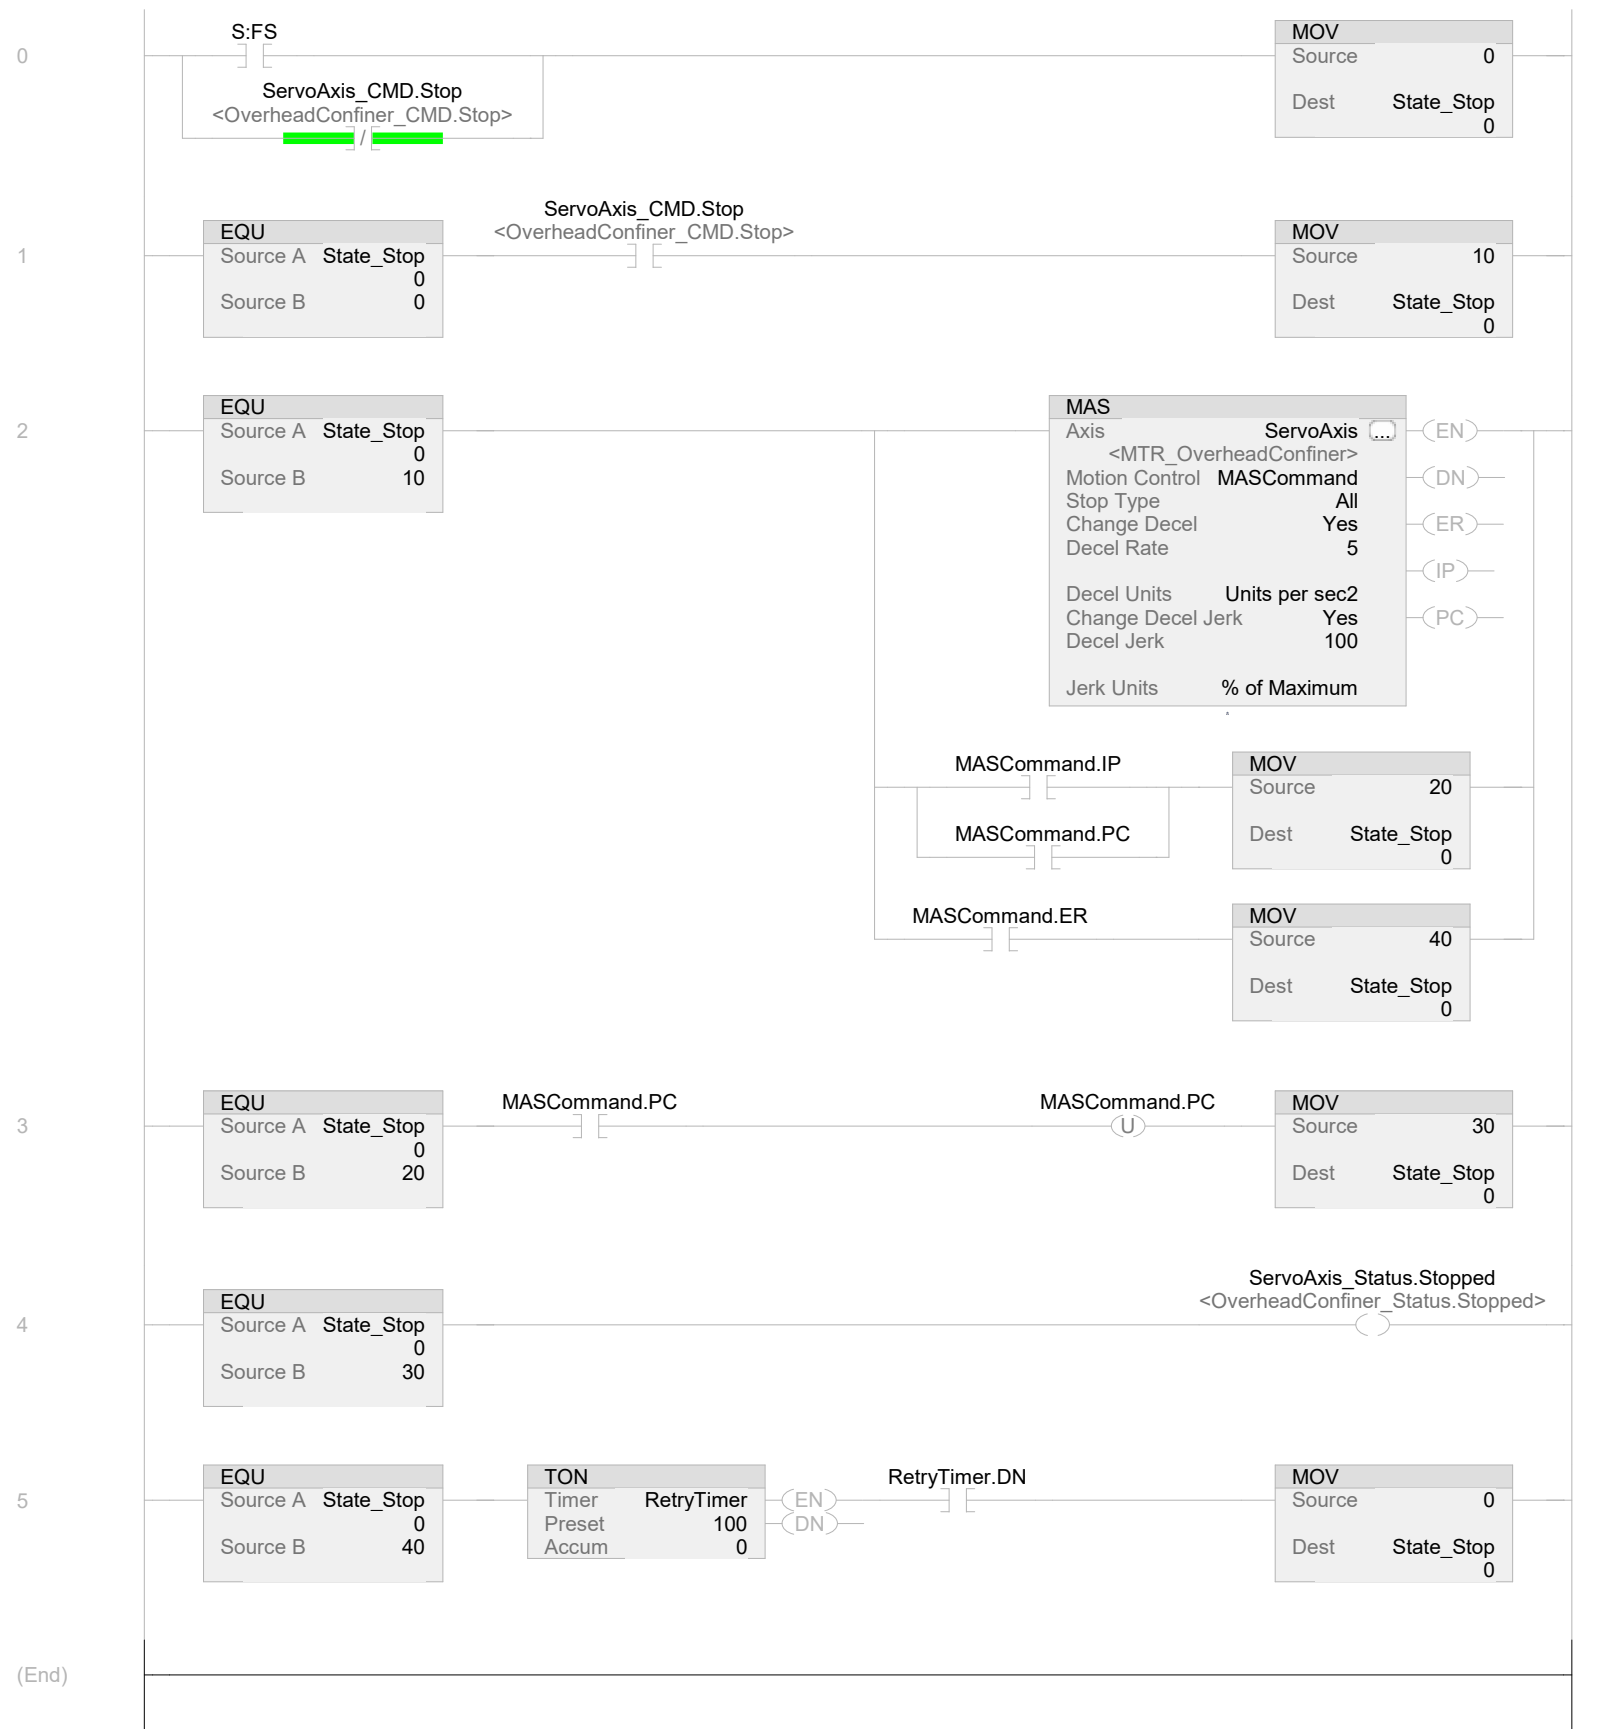 0
S:FS
ServoAxis_CMD.Stop
<OverheadConfiner_CMD.Stop>
/
MOV
Source 0
Dest State_Stop
0
1
EQU
Source A State_Stop
0
Source B 0
ServoAxis_CMD.Stop
<OverheadConfiner_CMD.Stop>
MOV
Source 10
Dest State_Stop
0
2
EQU
Source A State_Stop
0
Source B 10
MAS
Axis ServoAxis ...
<MTR_OverheadConfiner>
Motion Control MASCommand
Stop Type All
Change Decel Yes
Decel Rate 5
Decel Units Units per sec2
Change Decel Jerk Yes
Decel Jerk 100
Jerk Units % of Maximum
EN
DN
ER
IP
PC
MASCommand.IP
MASCommand.PC
MOV
Source 20
Dest State_Stop
0
MASCommand.ER
MOV
Source 40
Dest State_Stop
0
3
EQU
Source A State_Stop
0
Source B 20
MASCommand.PC
MASCommand.PC
U
MOV
Source 30
Dest State_Stop
0
4
EQU
Source A State_Stop
0
Source B 30
ServoAxis_Status.Stopped
<OverheadConfiner_Status.Stopped>
5
EQU
Source A State_Stop
0
Source B 40
TON
Timer RetryTimer
Preset 100
Accum 0
EN
DN
RetryTimer.DN
MOV
Source 0
Dest State_Stop
0
(End)